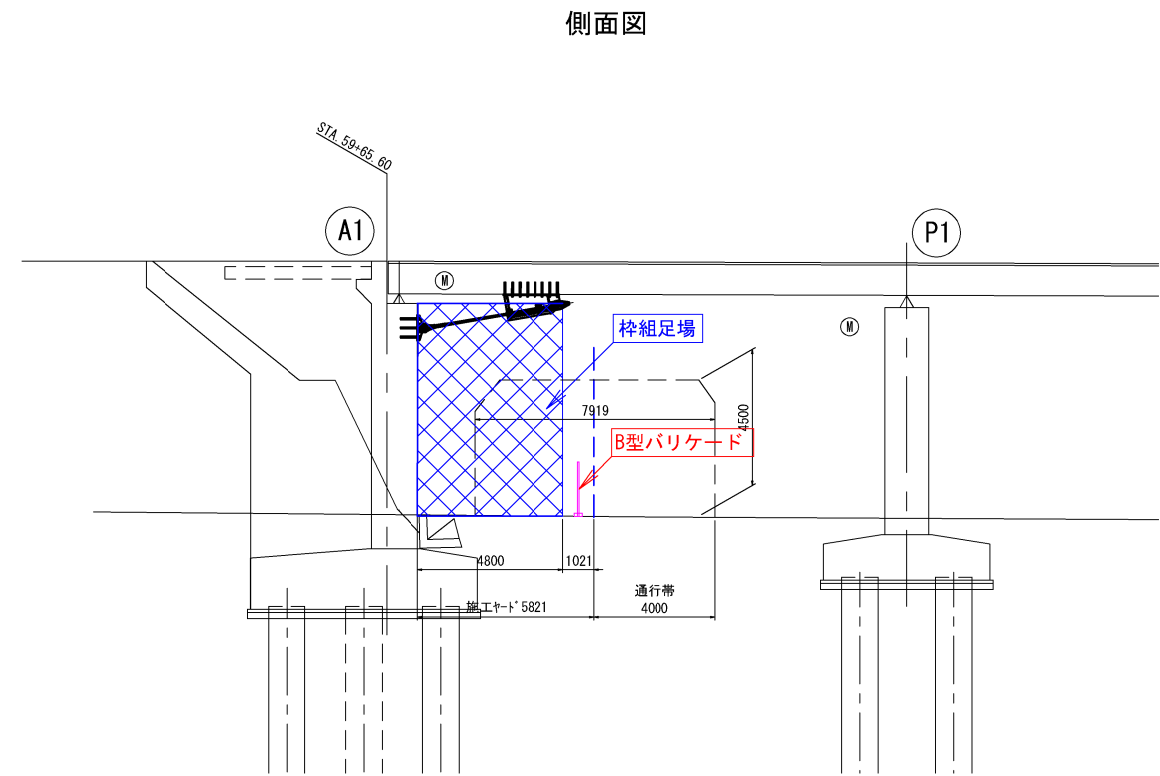 側面図
STA. 59+65.60
A1
P1
M
M
枠組足場
7919
4500
B型バリケード
4800
1021
通行帯
施工ヤード5821
4000